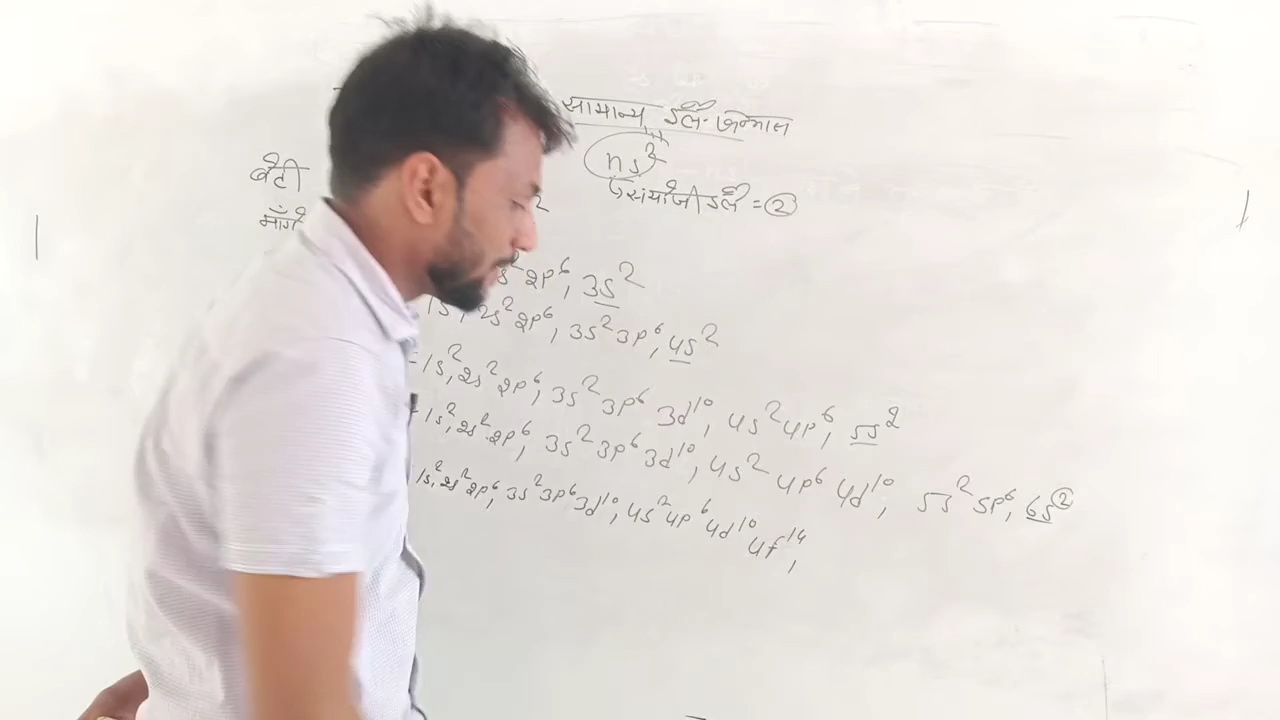 सामान्य इले. विन्यास
ns²
बेटी ↳ संयोजी इले = ②
माँगे 2
s² 2p⁶, 3s²
1s², 2s² 2p⁶, 3s² 3p⁶, 4s²
= 1s², 2s² 2p⁶, 3s² 3p⁶ 3d¹⁰, 4s² 4p⁶, 5s²
= 1s², 2s² 2p⁶, 3s² 3p⁶ 3d¹⁰, 4s² 4p⁶ 4d¹⁰, 5s² 5p⁶, 6s②
1s², 2s² 2p⁶, 3s² 3p⁶ 3d¹⁰, 4s² 4p⁶ 4d¹⁰ 4f¹⁴,